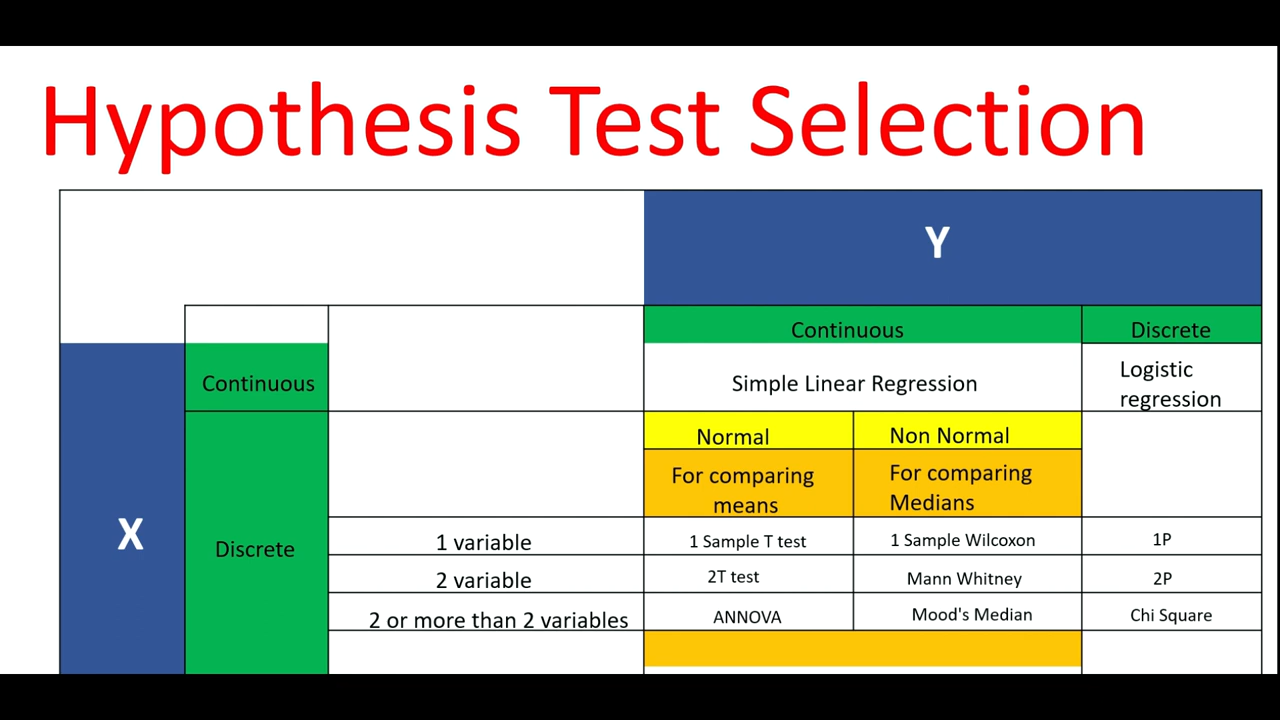 Hypothesis Test Selection
Y
Continuous
Discrete
Continuous
Simple Linear Regression
Logistic
regression
X
Discrete
Normal
Non Normal
For comparing
means
For comparing
Medians
1 variable
1 Sample T test
1 Sample Wilcoxon
1P
2 variable
2T test
Mann Whitney
2P
2 or more than 2 variables
ANNOVA
Mood's Median
Chi Square